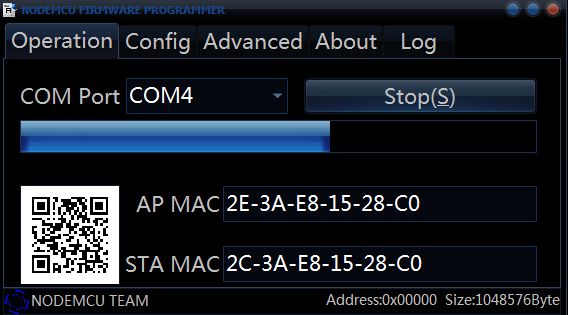 NODEMCU FIRMWARE PROGRAMMER
Operation Config Advanced About Log
COM Port COM4 Stop(S)
AP MAC 2E-3A-E8-15-28-C0
STA MAC 2C-3A-E8-15-28-C0
NODEMCU TEAM Address:0x00000 Size:1048576Byte